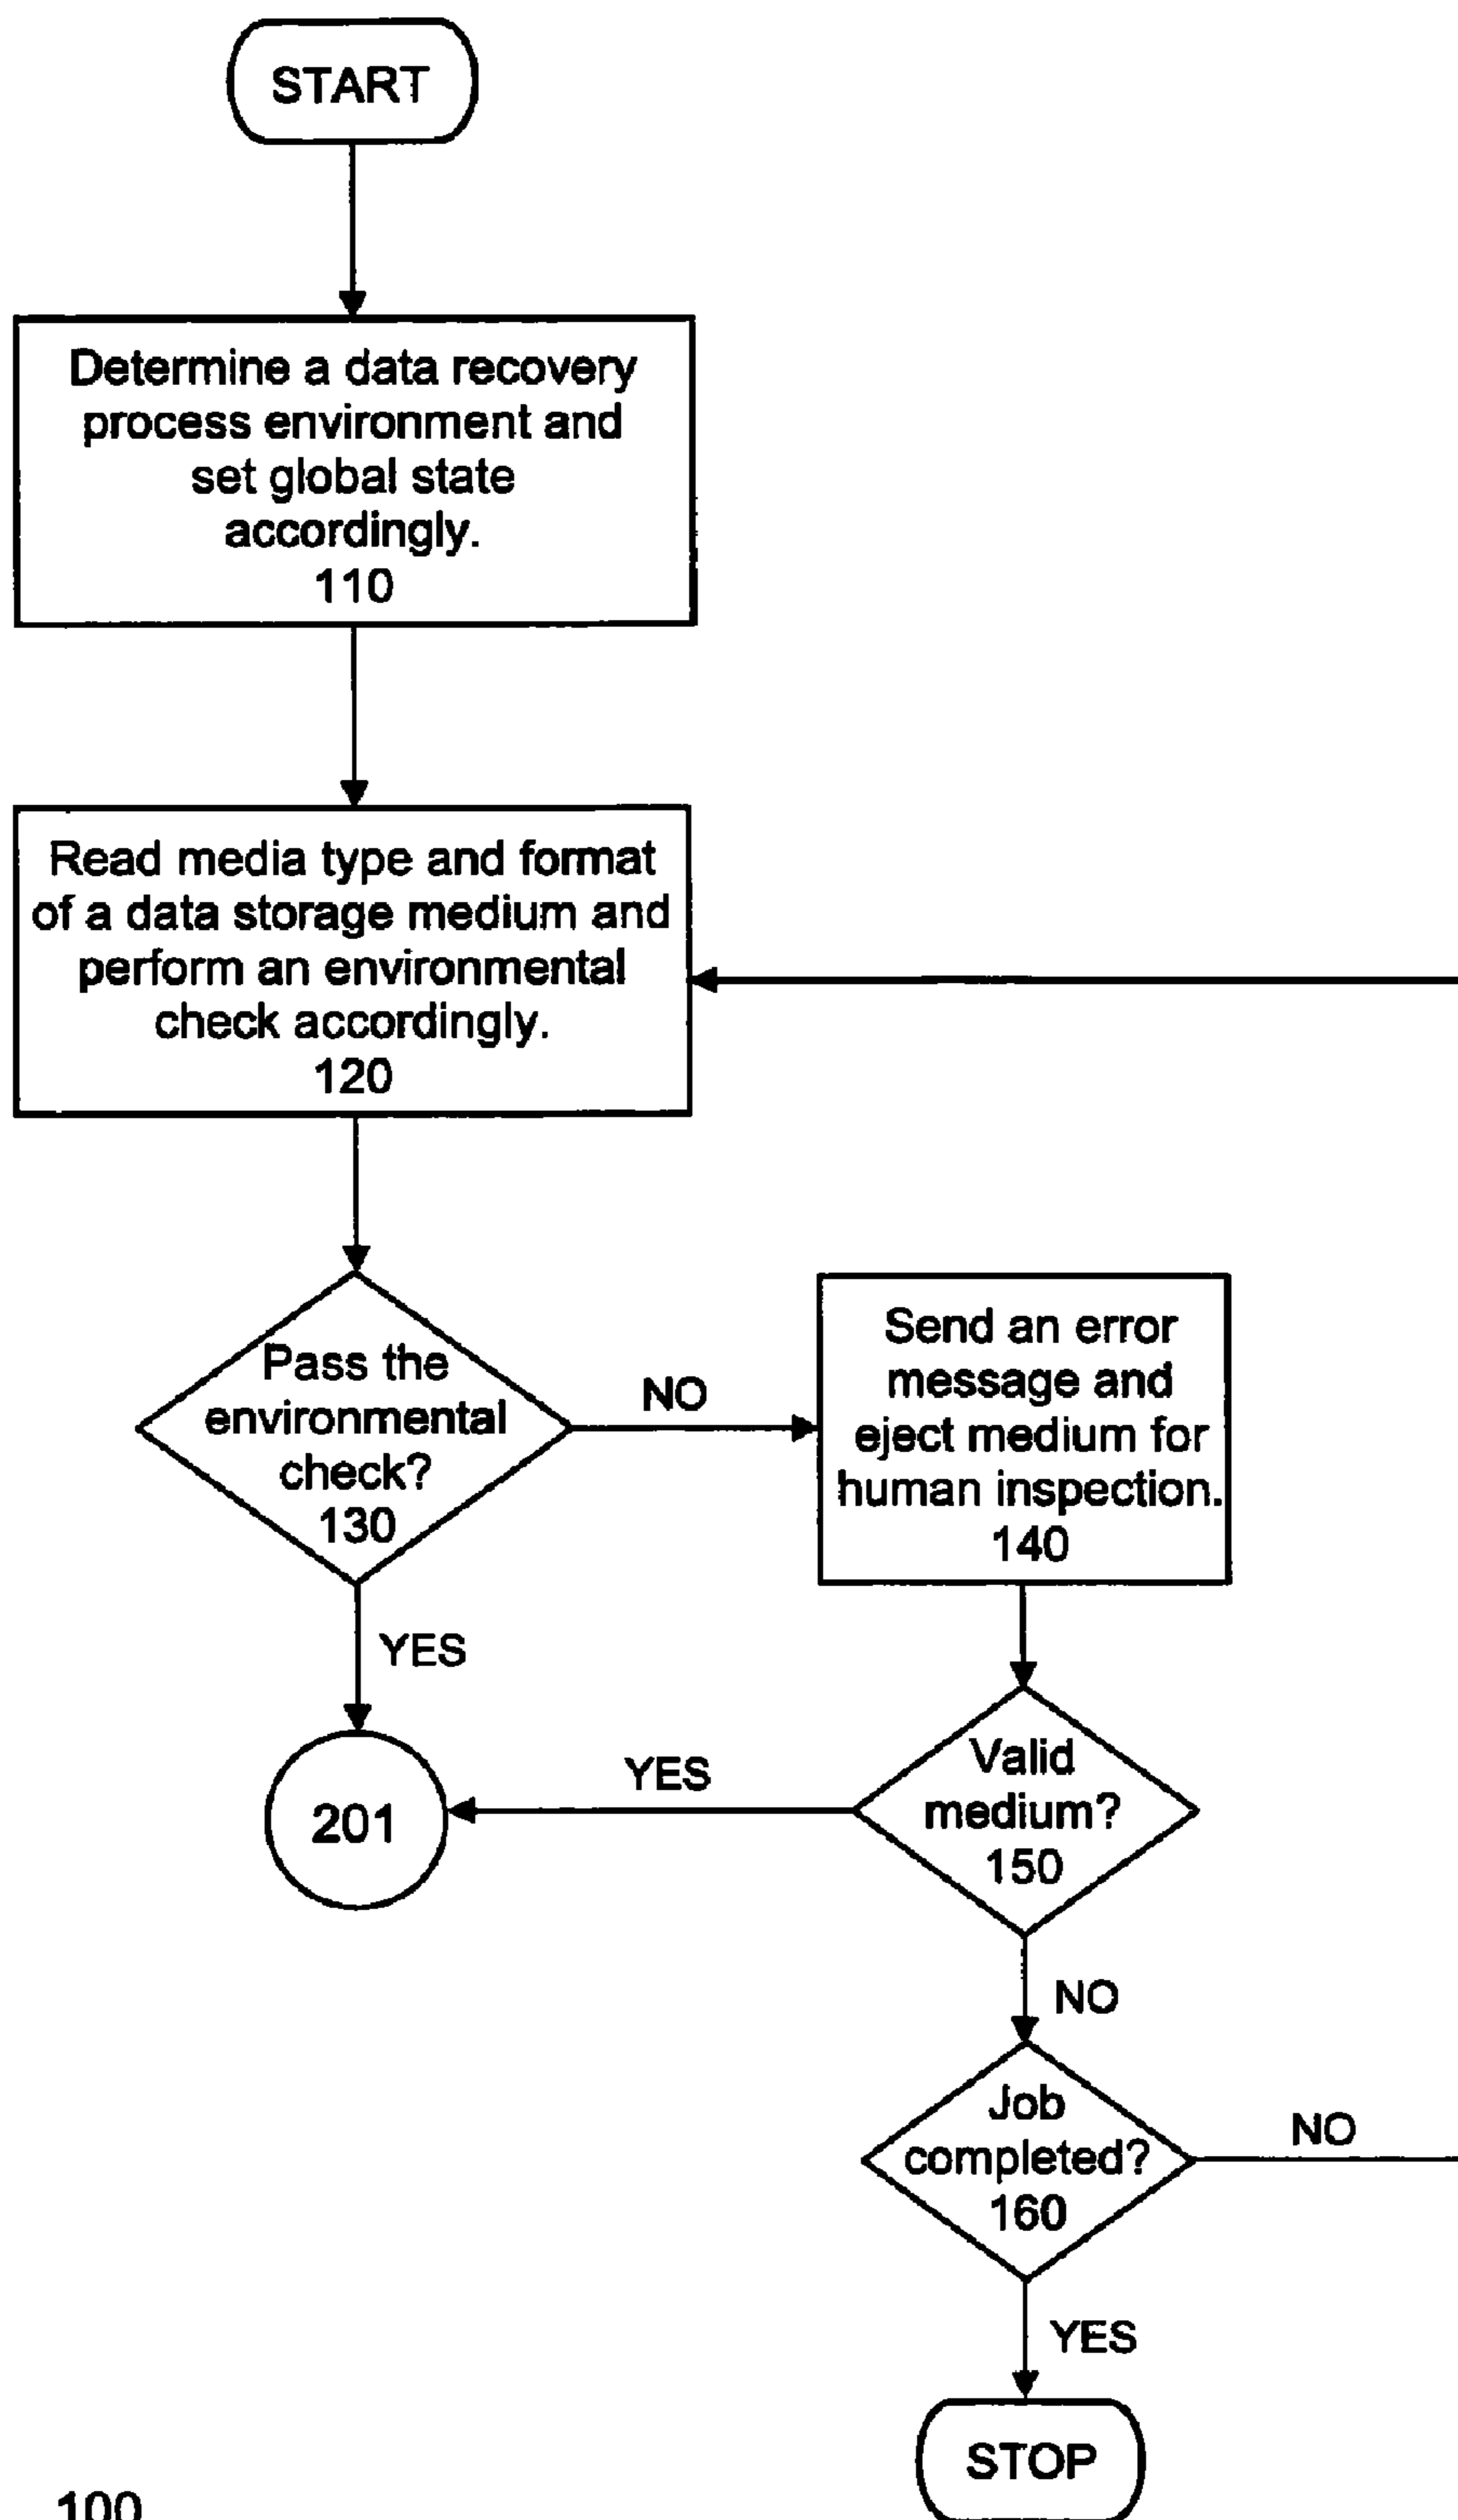 START
Determine a data recovery
process environment and
set global state
accordingly.
110
Read media type and format
of a data storage medium and
perform an environmental
check accordingly.
120
Pass the
environmental
check?
130
NO
Send an error
message and
eject medium for
human inspection.
140
YES
201
YES
Valid
medium?
150
NO
Job
completed?
160
NO
YES
STOP
100